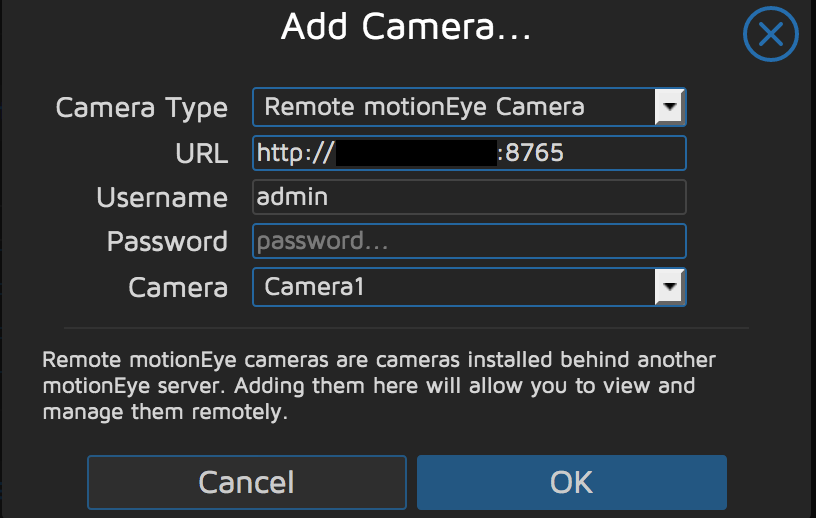 Add Camera...
Camera Type Remote motionEye Camera
URL http:// :8765
Username admin
Password password...
Camera Camera1
Remote motionEye cameras are cameras installed behind another
motionEye server. Adding them here will allow you to view and
manage them remotely.
Cancel OK